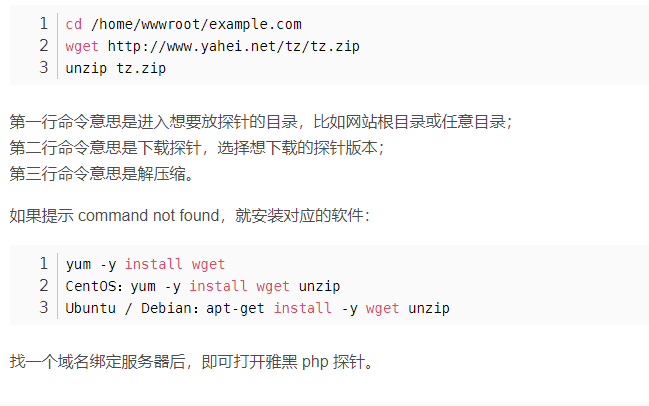 1 cd /home/wwwroot/example.com
2 wget http://www.yahei.net/tz/tz.zip
3 unzip tz.zip
第一行命令意思是进入想要放探针的目录，比如网站根目录或任意目录；
第二行命令意思是下载探针，选择想下载的探针版本；
第三行命令意思是解压缩。
如果提示 command not found，就安装对应的软件：
1 yum -y install wget
2 CentOS：yum -y install wget unzip
3 Ubuntu / Debian：apt-get install -y wget unzip
找一个域名绑定服务器后，即可打开雅黑 php 探针。